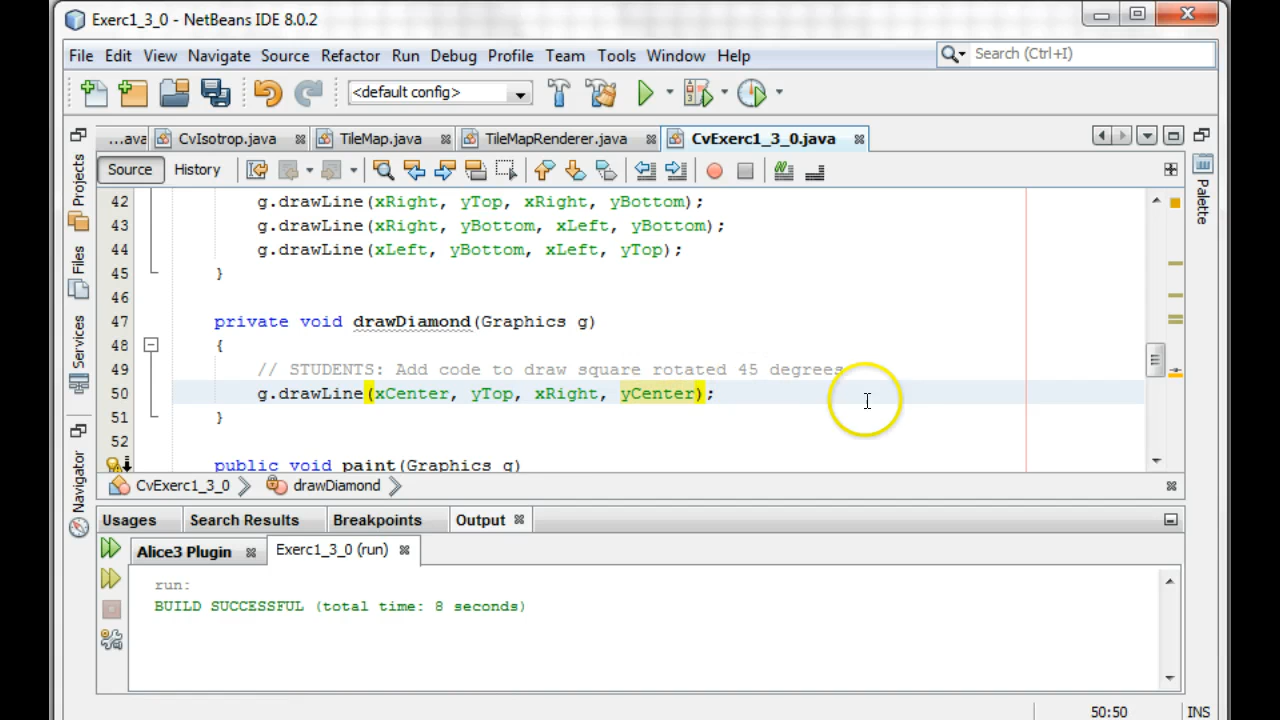 Exerc1_3_0 - NetBeans IDE 8.0.2
File Edit View Navigate Source Refactor Run Debug Profile Team Tools Window Help
Search (Ctrl+I)
<default config>
...ava CvIsotrop.java TileMap.java TileMapRenderer.java CvExerc1_3_0.java
Source History
Projects
Files
Services
Navigator
Palette
42 g.drawLine(xRight, yTop, xRight, yBottom);
43 g.drawLine(xRight, yBottom, xLeft, yBottom);
44 g.drawLine(xLeft, yBottom, xLeft, yTop);
45 }
46
47 private void drawDiamond(Graphics g)
48 {
49 // STUDENTS: Add code to draw square rotated 45 degrees
50 g.drawLine(xCenter, yTop, xRight, yCenter);
51 }
52
public void paint(Graphics g)
CvExerc1_3_0 drawDiamond
Usages Search Results Breakpoints Output
Alice3 Plugin Exerc1_3_0 (run)
run:
BUILD SUCCESSFUL (total time: 8 seconds)
50:50 INS